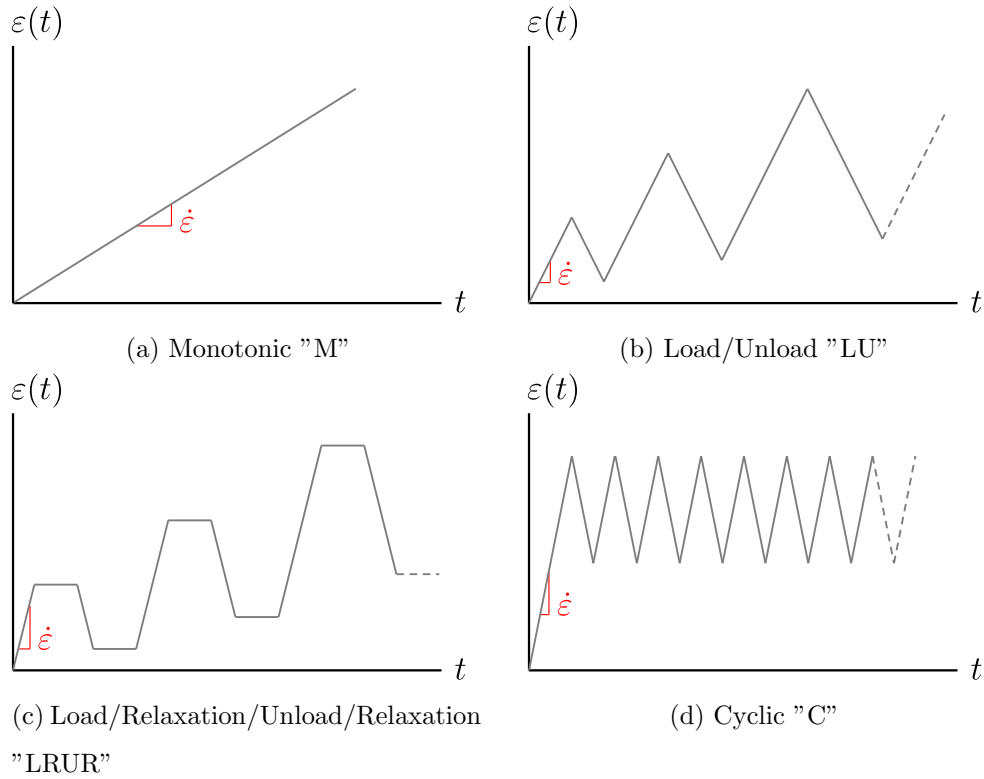 ε(t)
ε̇
t
(a) Monotonic ”M”
ε(t)
ε̇
t
(b) Load/Unload ”LU”
ε(t)
ε̇
t
(c) Load/Relaxation/Unload/Relaxation
”LRUR”
ε(t)
ε̇
t
(d) Cyclic ”C”